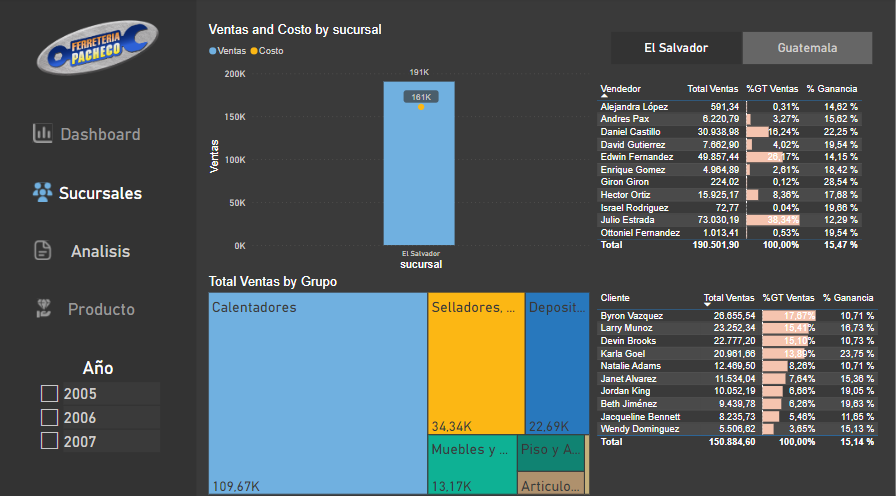 FERRETERIA
PACHECO
Dashboard
Sucursales
Analisis
Producto
Año
2005
2006
2007
Ventas and Costo by sucursal
Ventas Costo
200K
150K
100K
50K
0K
Ventas
191K
161K
El Salvador
sucursal
Total Ventas by Grupo
Calentadores
109,67K
Selladores, ...
34,34K
Deposit...
22,69K
Muebles y ...
13,17K
Piso y A...
Articulo...
El Salvador Guatemala
Vendedor Total Ventas %GT Ventas % Ganancia
Alejandra López 591,34 0,31% 14,62 %
Andres Pax 6.220,79 3,27% 15,62 %
Daniel Castillo 30.938,98 16,24% 22,25 %
David Gutierrez 7.662,90 4,02% 19,54 %
Edwin Fernandez 49.857,44 26,17% 14,15 %
Enrique Gomez 4.964,89 2,61% 18,42 %
Giron Giron 224,02 0,12% 28,54 %
Hector Ortiz 15.925,17 8,36% 17,68 %
Israel Rodriguez 72,77 0,04% 19,66 %
Julio Estrada 73.030,19 38,34% 12,29 %
Ottoniel Fernandez 1.013,41 0,53% 19,54 %
Total 190.501,90 100,00% 15,47 %
Cliente Total Ventas %GT Ventas % Ganancia
Byron Vazquez 26.655,54 17,67% 10,71 %
Larry Munoz 23.252,34 15,41% 16,73 %
Devin Brooks 22.777,20 15,10% 10,73 %
Karla Goel 20.961,66 13,89% 23,75 %
Natalie Adams 12.469,50 8,26% 10,71 %
Janet Alvarez 11.534,04 7,64% 15,36 %
Jordan King 10.052,19 6,66% 19,05 %
Beth Jiménez 9.439,78 6,26% 19,63 %
Jacqueline Bennett 8.235,73 5,46% 11,65 %
Wendy Dominguez 5.506,62 3,65% 15,13 %
Total 150.884,60 100,00% 15,14 %